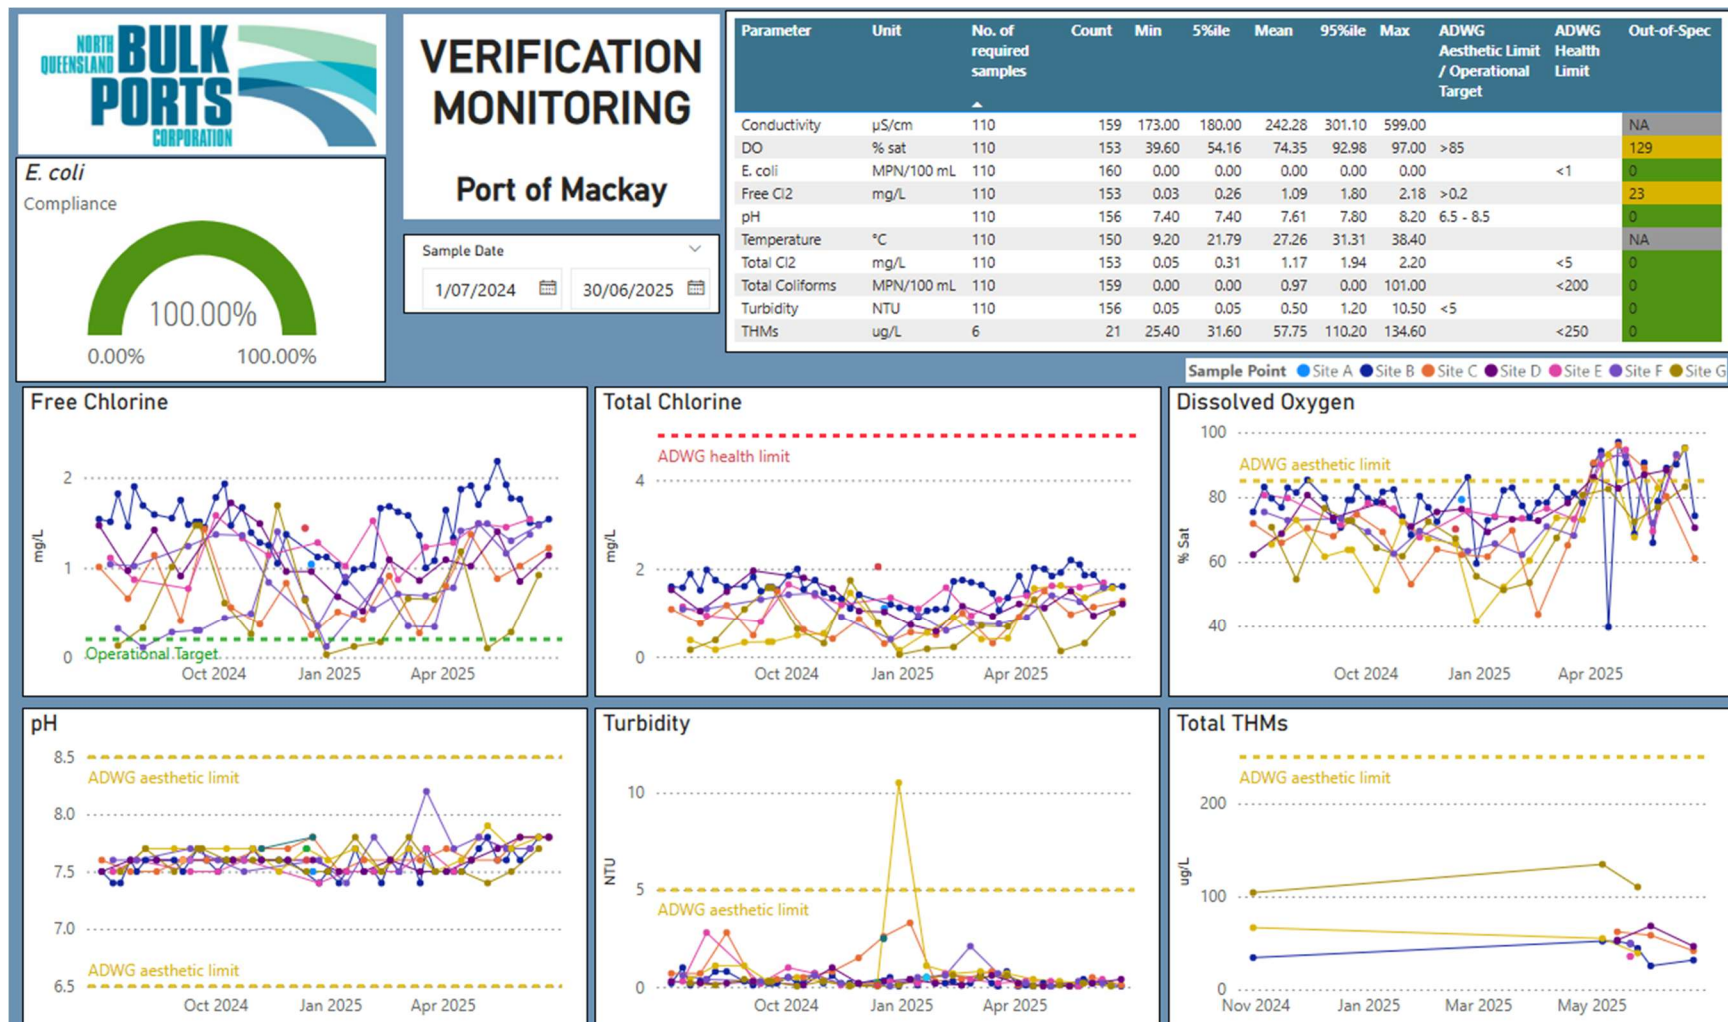 NORTH
QUEENSLAND
BULK
PORTS
CORPORATION
VERIFICATION
MONITORING
Port of Mackay
Sample Date
1/07/2024 30/06/2025
E. coli
Compliance
100.00%
0.00% 100.00%
Parameter Unit No. of required samples Count Min 5%ile Mean 95%ile Max ADWG Aesthetic Limit / Operational Target ADWG Health Limit Out-of-Spec
Conductivity µS/cm 110 159 173.00 180.00 242.28 301.10 599.00 NA
DO % sat 110 153 39.60 54.16 74.35 92.98 97.00 >85 129
E. coli MPN/100 mL 110 160 0.00 0.00 0.00 0.00 0.00 <1 0
Free Cl2 mg/L 110 153 0.03 0.26 1.09 1.80 2.18 >0.2 23
pH 110 156 7.40 7.40 7.61 7.80 8.20 6.5 - 8.5 0
Temperature °C 110 150 9.20 21.79 27.26 31.31 38.40 NA
Total Cl2 mg/L 110 153 0.05 0.31 1.17 1.94 2.20 <5 0
Total Coliforms MPN/100 mL 110 159 0.00 0.00 0.97 0.00 101.00 <200 0
Turbidity NTU 110 156 0.05 0.05 0.50 1.20 10.50 <5 0
THMs ug/L 6 21 25.40 31.60 57.75 110.20 134.60 <250 0
Sample Point Site A Site B Site C Site D Site E Site F Site G
Free Chlorine
mg/L
2
1
0
Operational Target
Oct 2024 Jan 2025 Apr 2025
Total Chlorine
mg/L
ADWG health limit
4
2
0
Oct 2024 Jan 2025 Apr 2025
Dissolved Oxygen
% Sat
100
ADWG aesthetic limit
80
60
40
Oct 2024 Jan 2025 Apr 2025
pH
8.5
ADWG aesthetic limit
8.0
7.5
7.0
ADWG aesthetic limit
6.5
Oct 2024 Jan 2025 Apr 2025
Turbidity
NTU
10
5
ADWG aesthetic limit
0
Oct 2024 Jan 2025 Apr 2025
Total THMs
ug/L
ADWG aesthetic limit
200
100
0
Nov 2024 Jan 2025 Mar 2025 May 2025